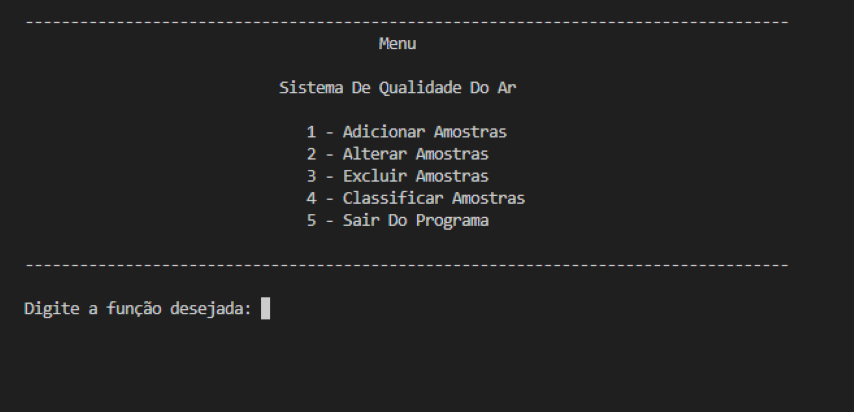 ------------------------------------------------------------------------------------
Menu
Sistema De Qualidade Do Ar
1 - Adicionar Amostras
2 - Alterar Amostras
3 - Excluir Amostras
4 - Classificar Amostras
5 - Sair Do Programa
------------------------------------------------------------------------------------
Digite a função desejada: